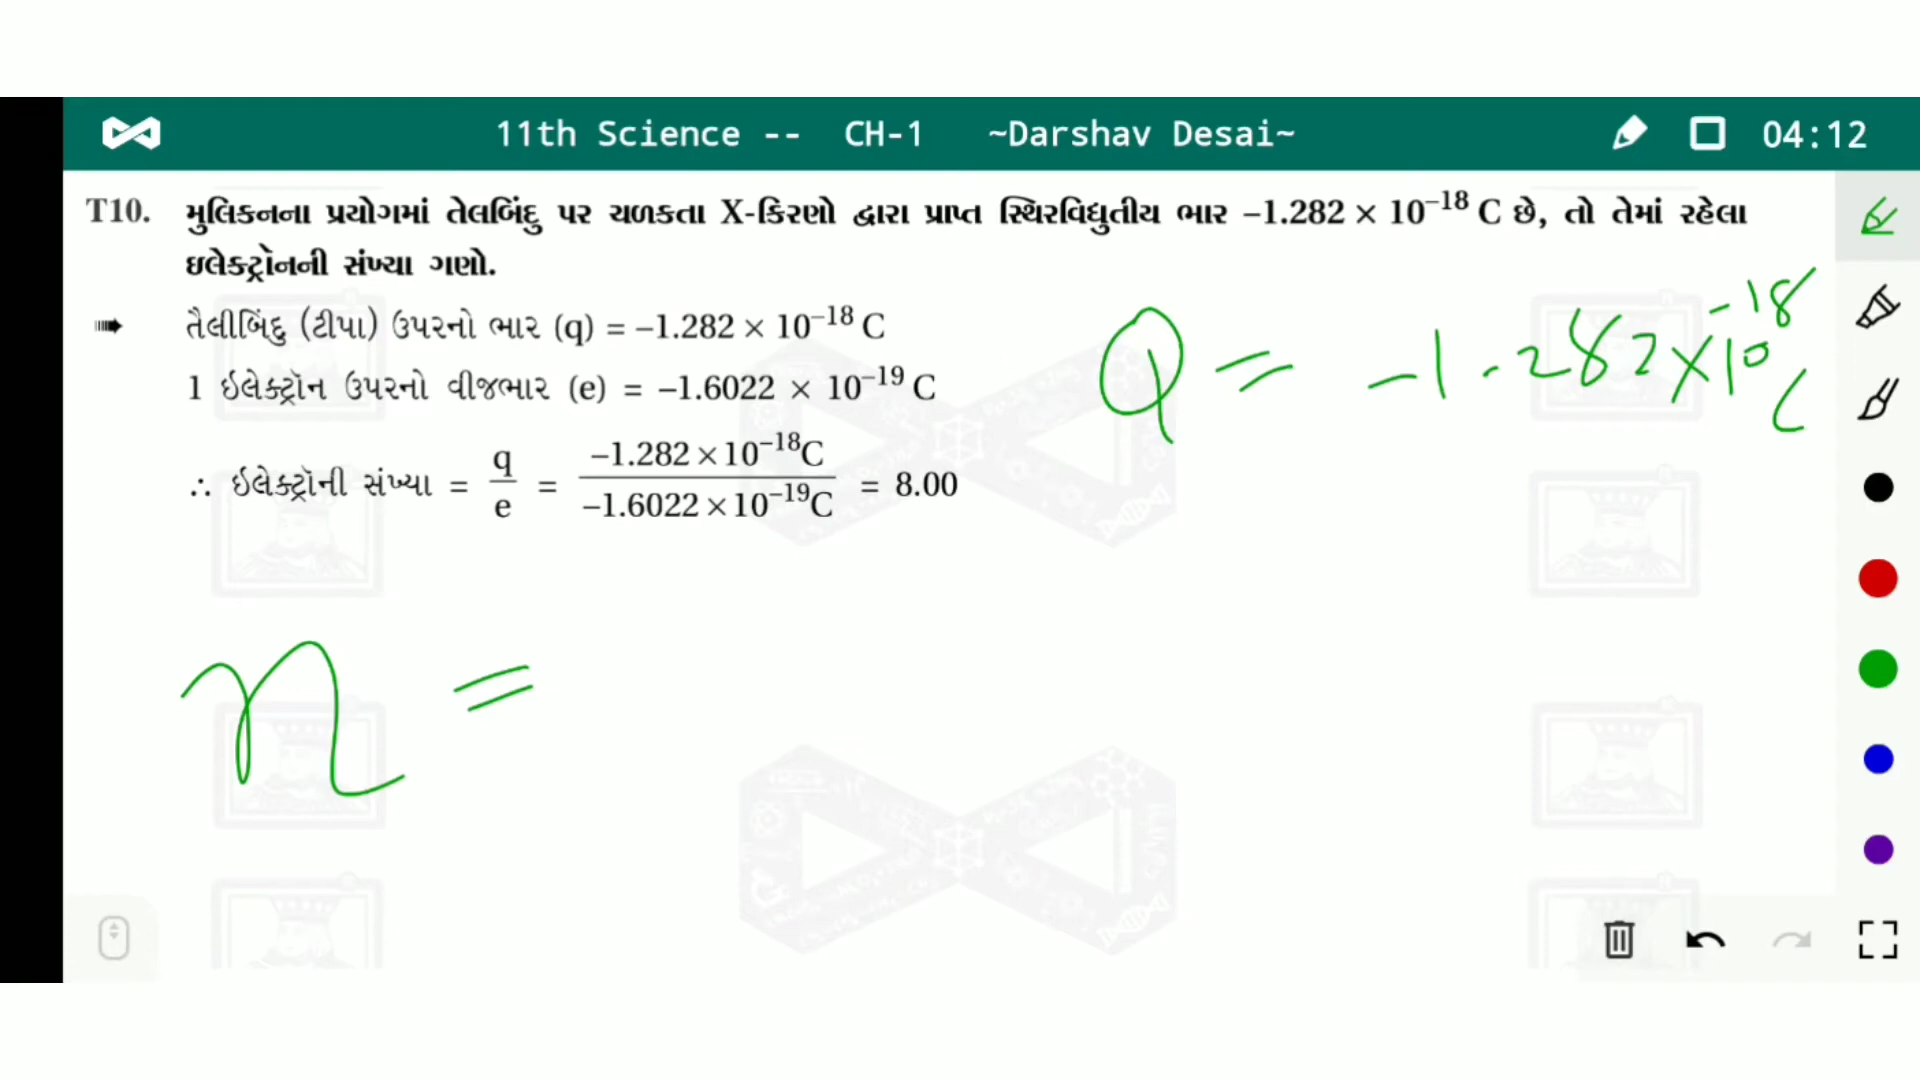 11th Science -- CH-1 ~Darshav Desai~ 04:12
T10. મુલિકનના પ્રયોગમાં તેલબિંદુ પર ચળકતા X-કિરણો દ્વારા પ્રાપ્ત સ્થિરવિદ્યુતીય ભાર –1.282 × 10⁻¹⁸ C છે, તો તેમાં રહેલા
ઇલેક્ટ્રૉનની સંખ્યા ગણો.
➠ તૈલીબિંદુ (ટીપા) ઉપરનો ભાર (q) = –1.282 × 10⁻¹⁸ C
1 ઈલેક્ટ્રૉન ઉપરનો વીજભાર (e) = –1.6022 × 10⁻¹⁹ C
∴ ઈલેક્ટ્રૉની સંખ્યા = q/e = –1.282 × 10⁻¹⁸C / –1.6022 × 10⁻¹⁹C = 8.00
Q = -1.282 × 10⁻¹⁸ C
n =